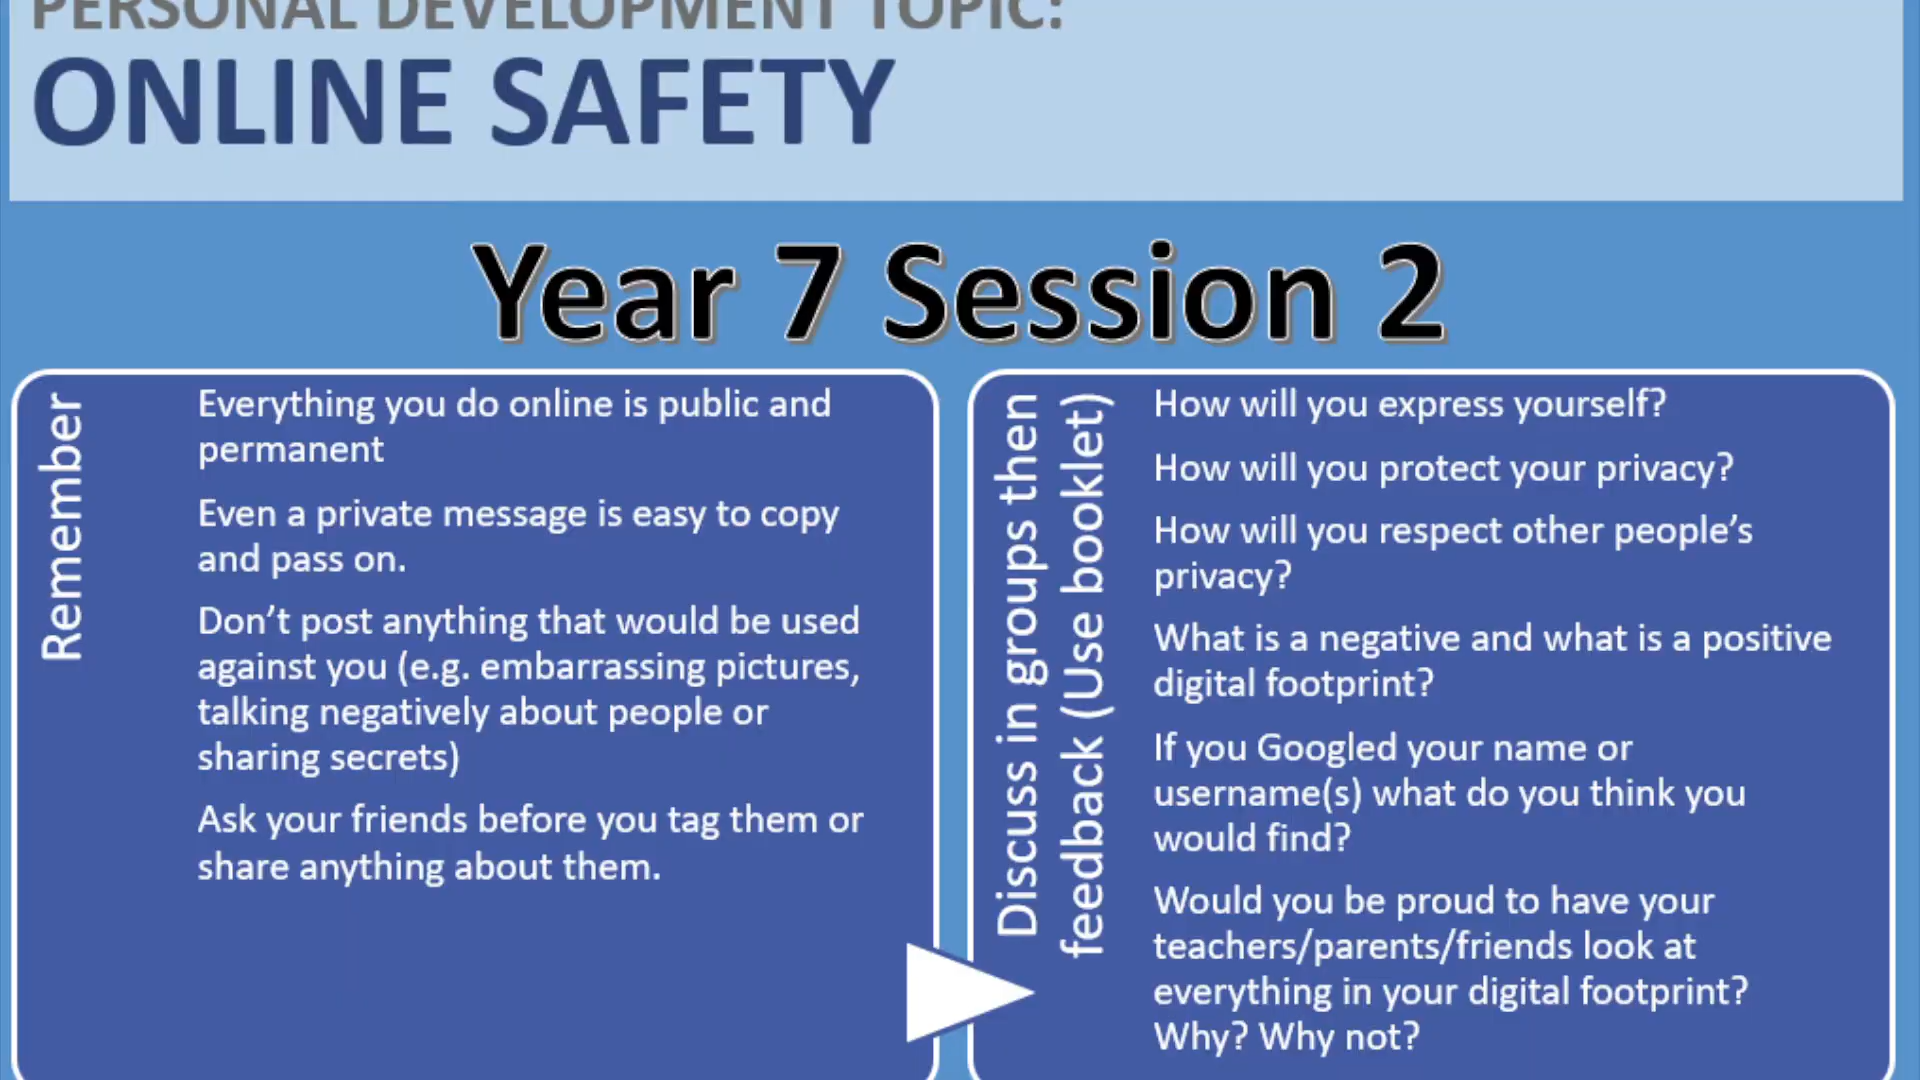 PERSONAL DEVELOPMENT TOPIC:
ONLINE SAFETY
Year 7 Session 2
Remember
Everything you do online is public and
permanent
Even a private message is easy to copy
and pass on.
Don’t post anything that would be used
against you (e.g. embarrassing pictures,
talking negatively about people or
sharing secrets)
Ask your friends before you tag them or
share anything about them.
Discuss in groups then
feedback (Use booklet)
How will you express yourself?
How will you protect your privacy?
How will you respect other people’s
privacy?
What is a negative and what is a positive
digital footprint?
If you Googled your name or
username(s) what do you think you
would find?
Would you be proud to have your
teachers/parents/friends look at
everything in your digital footprint?
Why? Why not?